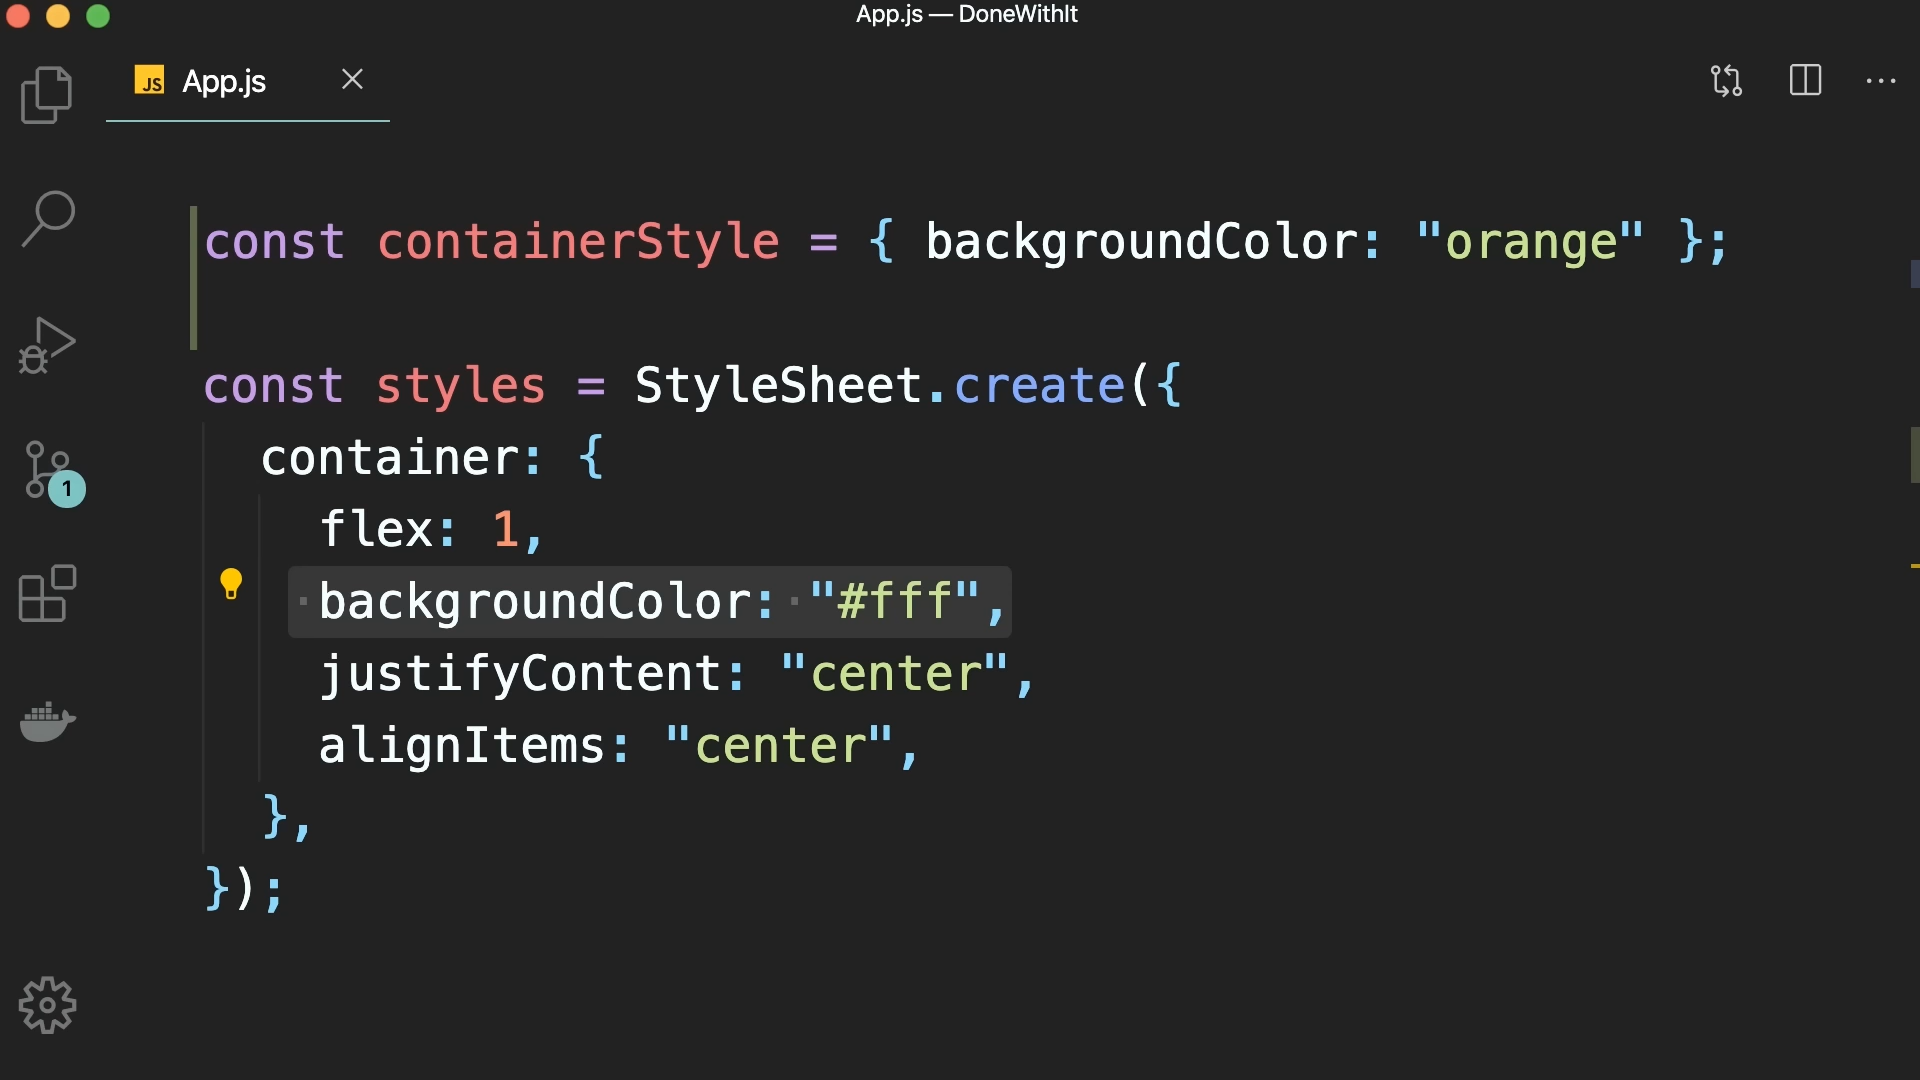 App.js — DoneWithIt
JS App.js
const containerStyle = { backgroundColor: "orange" };
const styles = StyleSheet.create({
container: {
flex: 1,
backgroundColor: "#fff",
justifyContent: "center",
alignItems: "center",
},
});
1